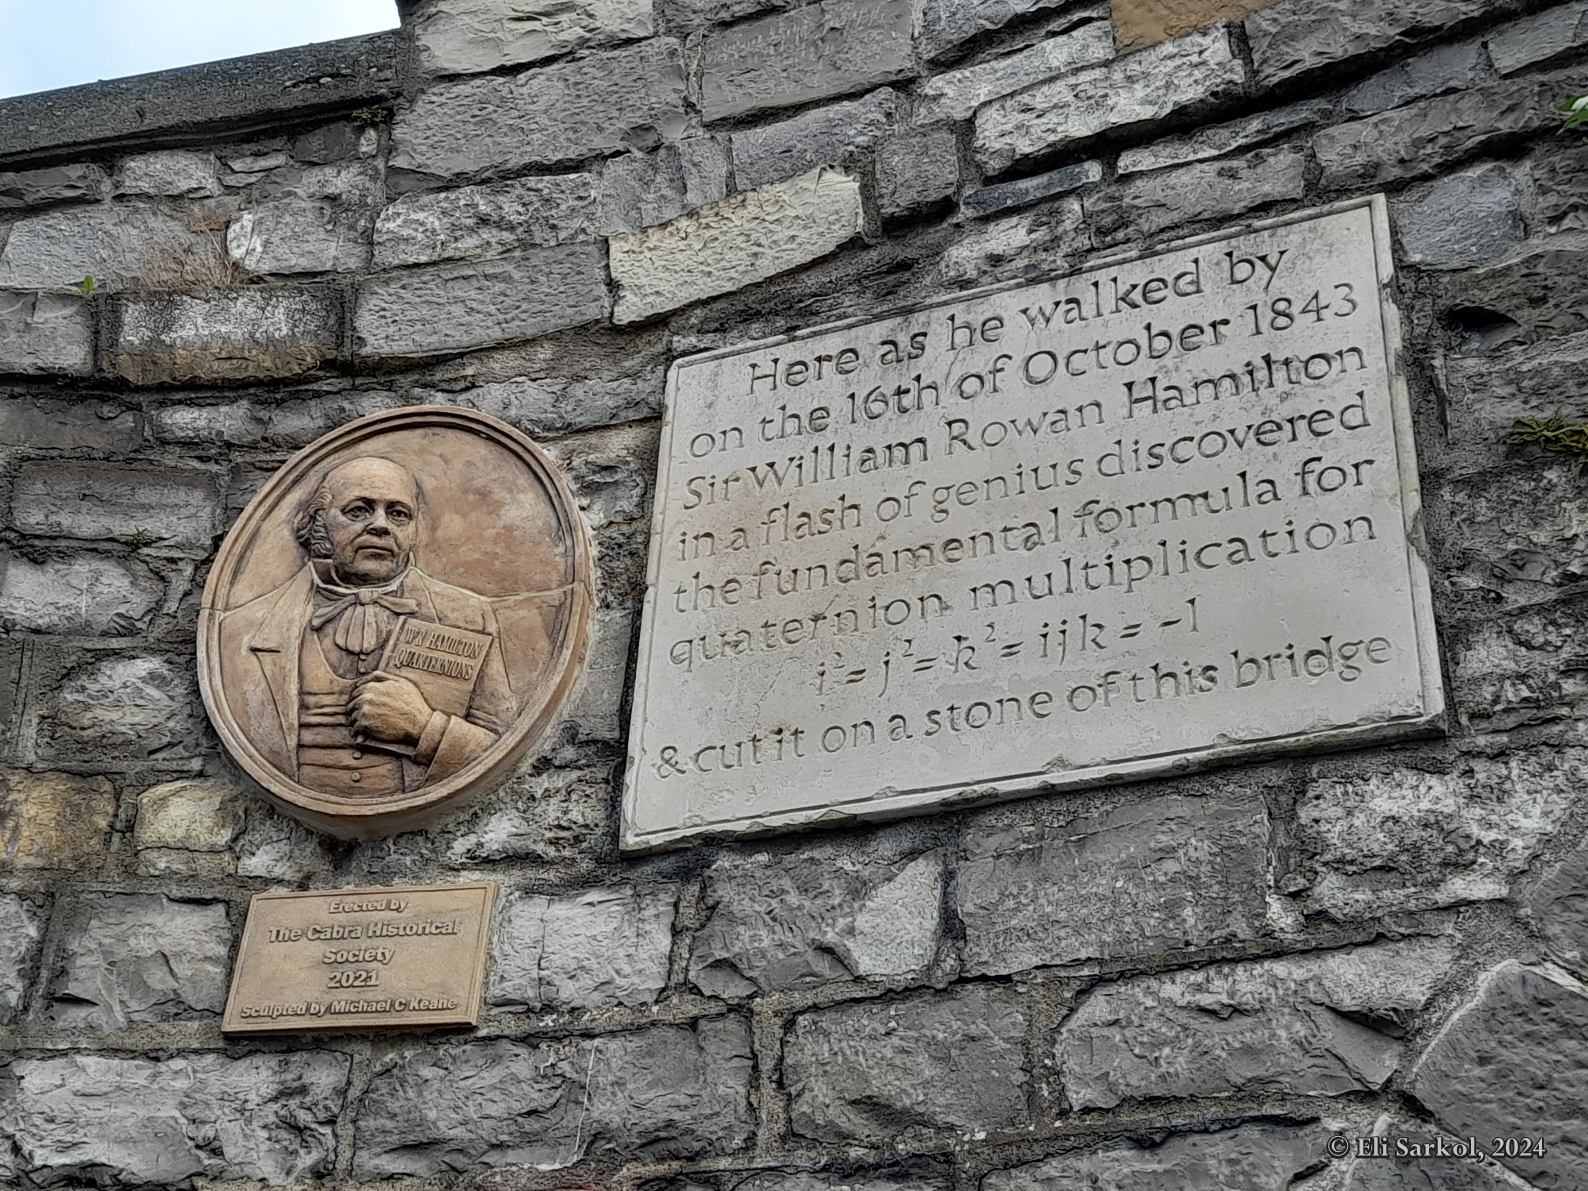 Here as he walked by
on the 16th of October 1843
Sir William Rowan Hamilton
in a flash of genius discovered
the fundamental formula for
quaternion multiplication
i² = j² = k² = ijk = -1
& cut it on a stone of this bridge
W R HAMILTON
QUARTERNIONS
Erected by
The Cabra Historical
Society
2021
Sculpted by Michael C Keane
© Eli Sarkol, 2024